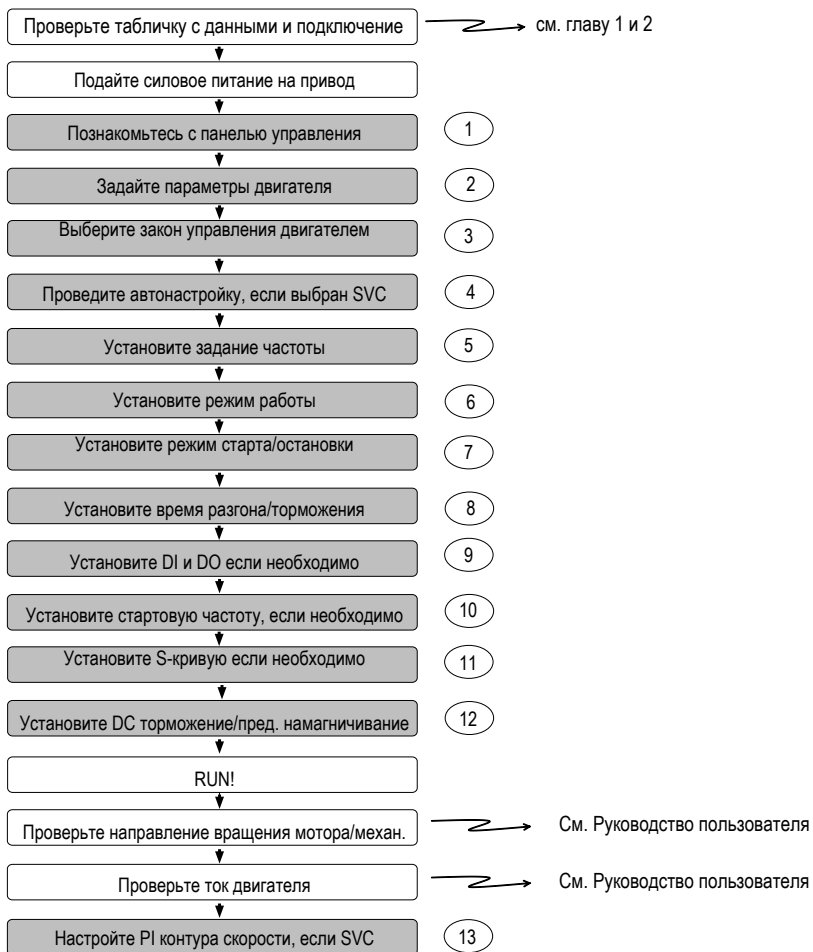 Проверьте табличку с данными и подключение
см. главу 1 и 2
Подайте силовое питание на привод
Познакомьтесь с панелью управления
1
Задайте параметры двигателя
2
Выберите закон управления двигателем
3
Проведите автонастройку, если выбран SVC
4
Установите задание частоты
5
Установите режим работы
6
Установите режим старта/остановки
7
Установите время разгона/торможения
8
Установите DI и DO если необходимо
9
Установите стартовую частоту, если необходимо
10
Установите S-кривую если необходимо
11
Установите DC торможение/пред. намагничивание
12
RUN!
Проверьте направление вращения мотора/механ.
См. Руководство пользователя
Проверьте ток двигателя
См. Руководство пользователя
Настройте PI контура скорости, если SVC
13